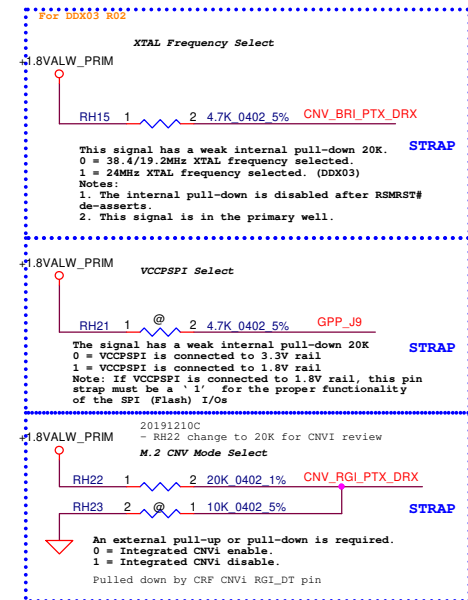 For DDX03 R02
XTAL Frequency Select
+1.8VALW_PRIM
RH15 1 2 4.7K_0402_5% CNV_BRI_PTX_DRX
STRAP
This signal has a weak internal pull-down 20K.
0 = 38.4/19.2MHz XTAL frequency selected.
1 = 24MHz XTAL frequency selected. (DDX03)
Notes:
1. The internal pull-down is disabled after RSMRST#
de-asserts.
2. This signal is in the primary well.
+1.8VALW_PRIM
VCCPSPI Select
RH21 1 @ 2 4.7K_0402_5% GPP_J9
STRAP
The signal has a weak internal pull-down 20K
0 = VCCPSPI is connected to 3.3V rail
1 = VCCPSPI is connected to 1.8V rail
Note: If VCCPSPI is connected to 1.8V rail, this pin
strap must be a ‘1’ for the proper functionality
of the SPI (Flash) I/Os
20191210C
+1.8VALW_PRIM - RH22 change to 20K for CNVI review
M.2 CNV Mode Select
RH22 1 2 20K_0402_1% CNV_RGI_PTX_DRX
RH23 2 @ 1 10K_0402_5%
STRAP
An external pull-up or pull-down is required.
0 = Integrated CNVi enable.
1 = Integrated CNVi disable.
Pulled down by CRF CNVi RGI_DT pin